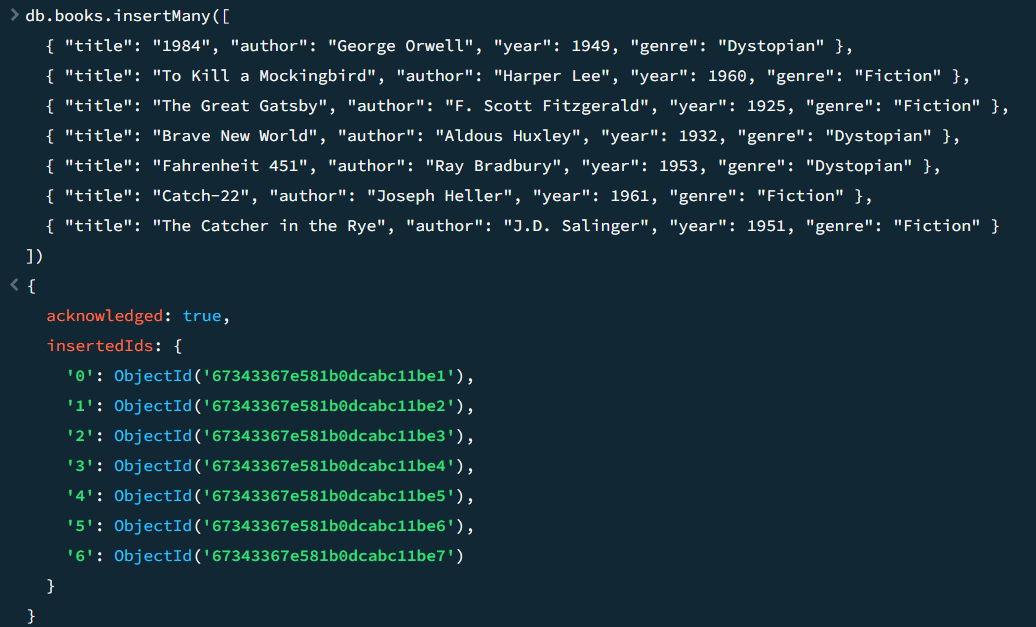 > db.books.insertMany([
{ "title": "1984", "author": "George Orwell", "year": 1949, "genre": "Dystopian" },
{ "title": "To Kill a Mockingbird", "author": "Harper Lee", "year": 1960, "genre": "Fiction" },
{ "title": "The Great Gatsby", "author": "F. Scott Fitzgerald", "year": 1925, "genre": "Fiction" },
{ "title": "Brave New World", "author": "Aldous Huxley", "year": 1932, "genre": "Dystopian" },
{ "title": "Fahrenheit 451", "author": "Ray Bradbury", "year": 1953, "genre": "Dystopian" },
{ "title": "Catch-22", "author": "Joseph Heller", "year": 1961, "genre": "Fiction" },
{ "title": "The Catcher in the Rye", "author": "J.D. Salinger", "year": 1951, "genre": "Fiction" }
])
< {
acknowledged: true,
insertedIds: {
'0': ObjectId('67343367e581b0dcabc11be1'),
'1': ObjectId('67343367e581b0dcabc11be2'),
'2': ObjectId('67343367e581b0dcabc11be3'),
'3': ObjectId('67343367e581b0dcabc11be4'),
'4': ObjectId('67343367e581b0dcabc11be5'),
'5': ObjectId('67343367e581b0dcabc11be6'),
'6': ObjectId('67343367e581b0dcabc11be7')
}
}